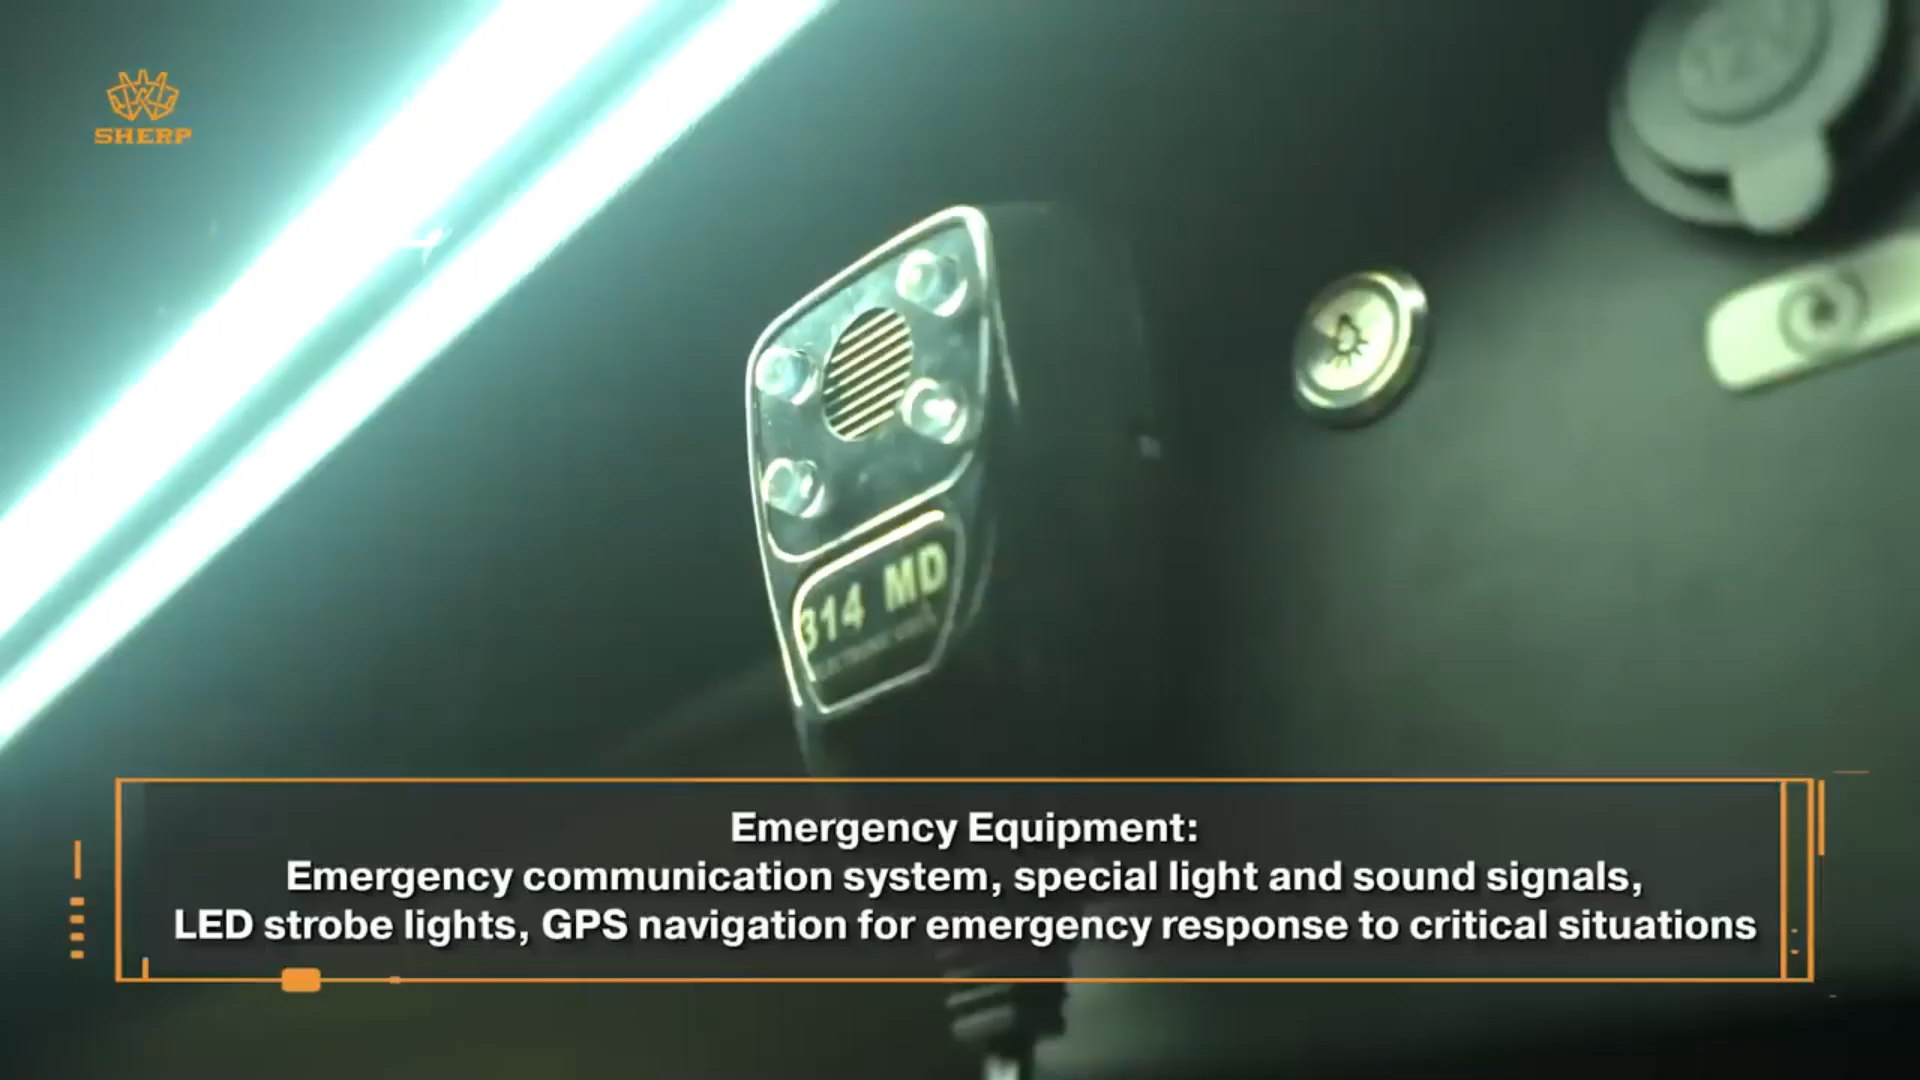 SHERP
314 MD
Emergency Equipment:
Emergency communication system, special light and sound signals,
LED strobe lights, GPS navigation for emergency response to critical situations